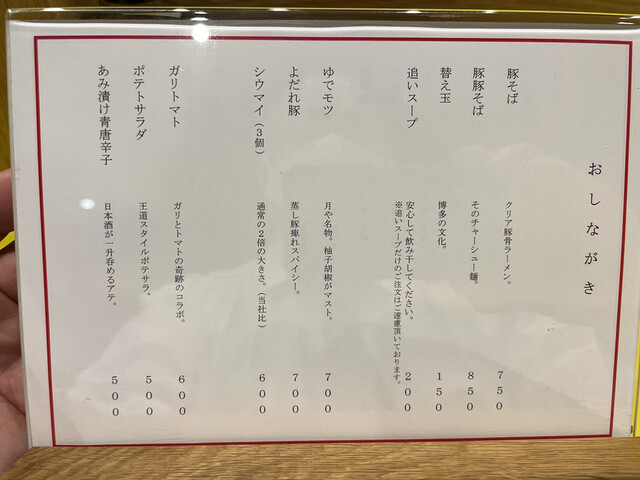 おしながき
豚そば　クリア豚骨ラーメン。　７５０
豚豚そば　そのチャーシュー麺。　８５０
替え玉　博多の文化。　１５０
追いスープ　安心して飲み干してください。　２００
※追いスープだけのご注文はご遠慮頂いております。
ゆでモツ　月や名物。柚子胡椒がマスト。　７００
よだれ豚　蒸し豚痺れスパイシー。　７００
シウマイ（３個）　通常の２倍の大きさ。（当社比）　６００
ガリトマト　ガリとトマトの奇跡のコラボ。　６００
ポテトサラダ　王道スタイルポテサラ。　５００
あみ漬け青唐辛子　日本酒が一升呑めるアテ。　５００